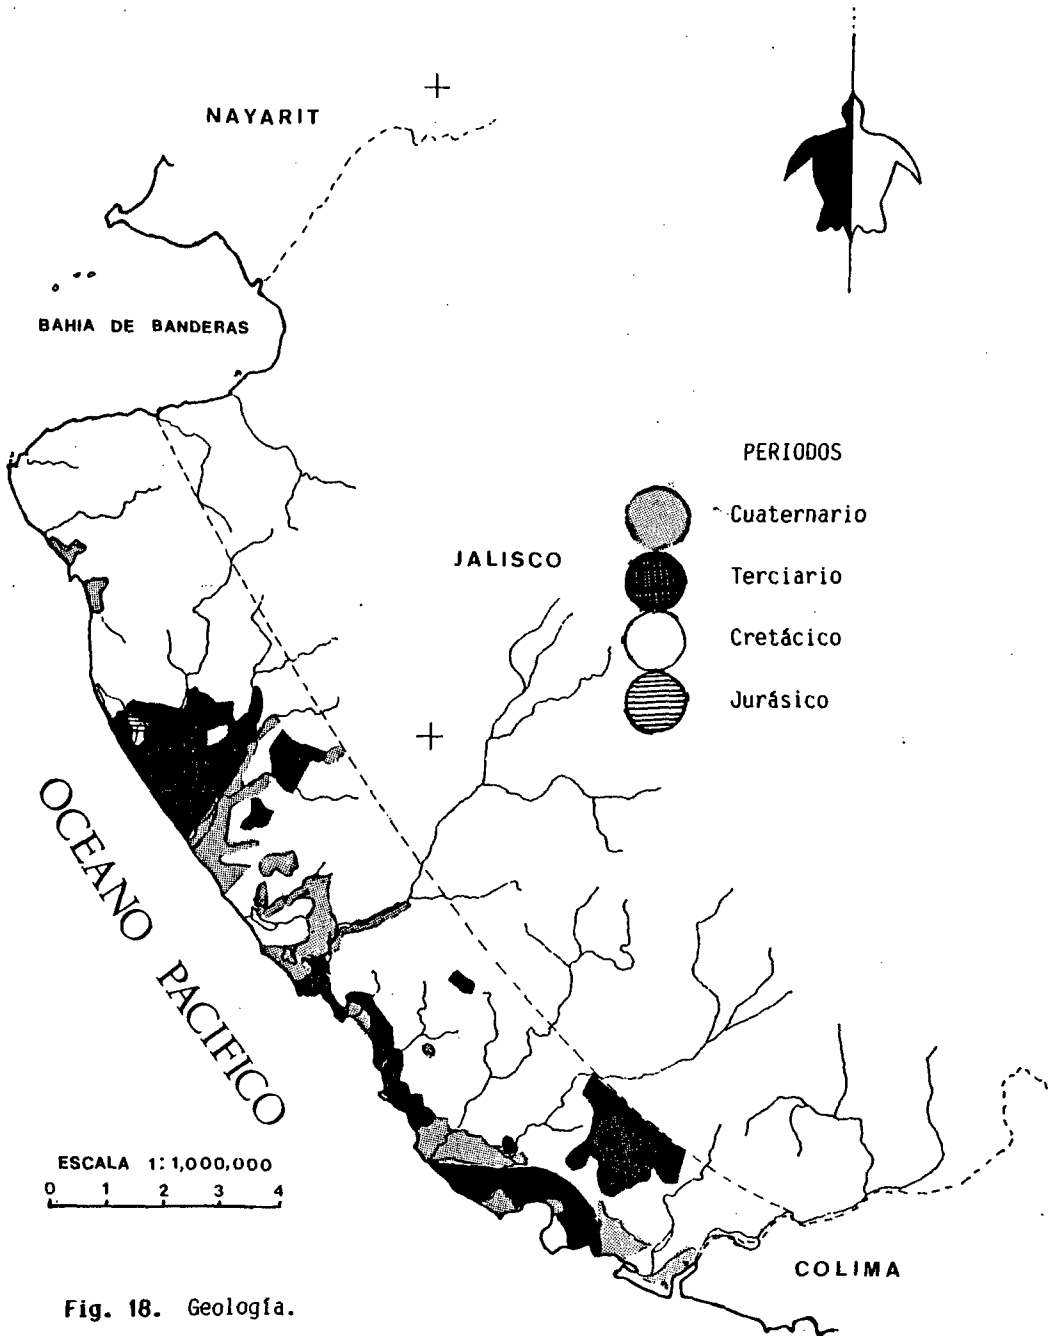 NAYARIT
BAHIA DE BANDERAS
PERIODOS
Cuaternario
JALISCO
Terciario
Cretácico
Jurásico
OCEANO PACIFICO
ESCALA 1:1,000,000
0 1 2 3 4
COLIMA
Fig. 18. Geología.